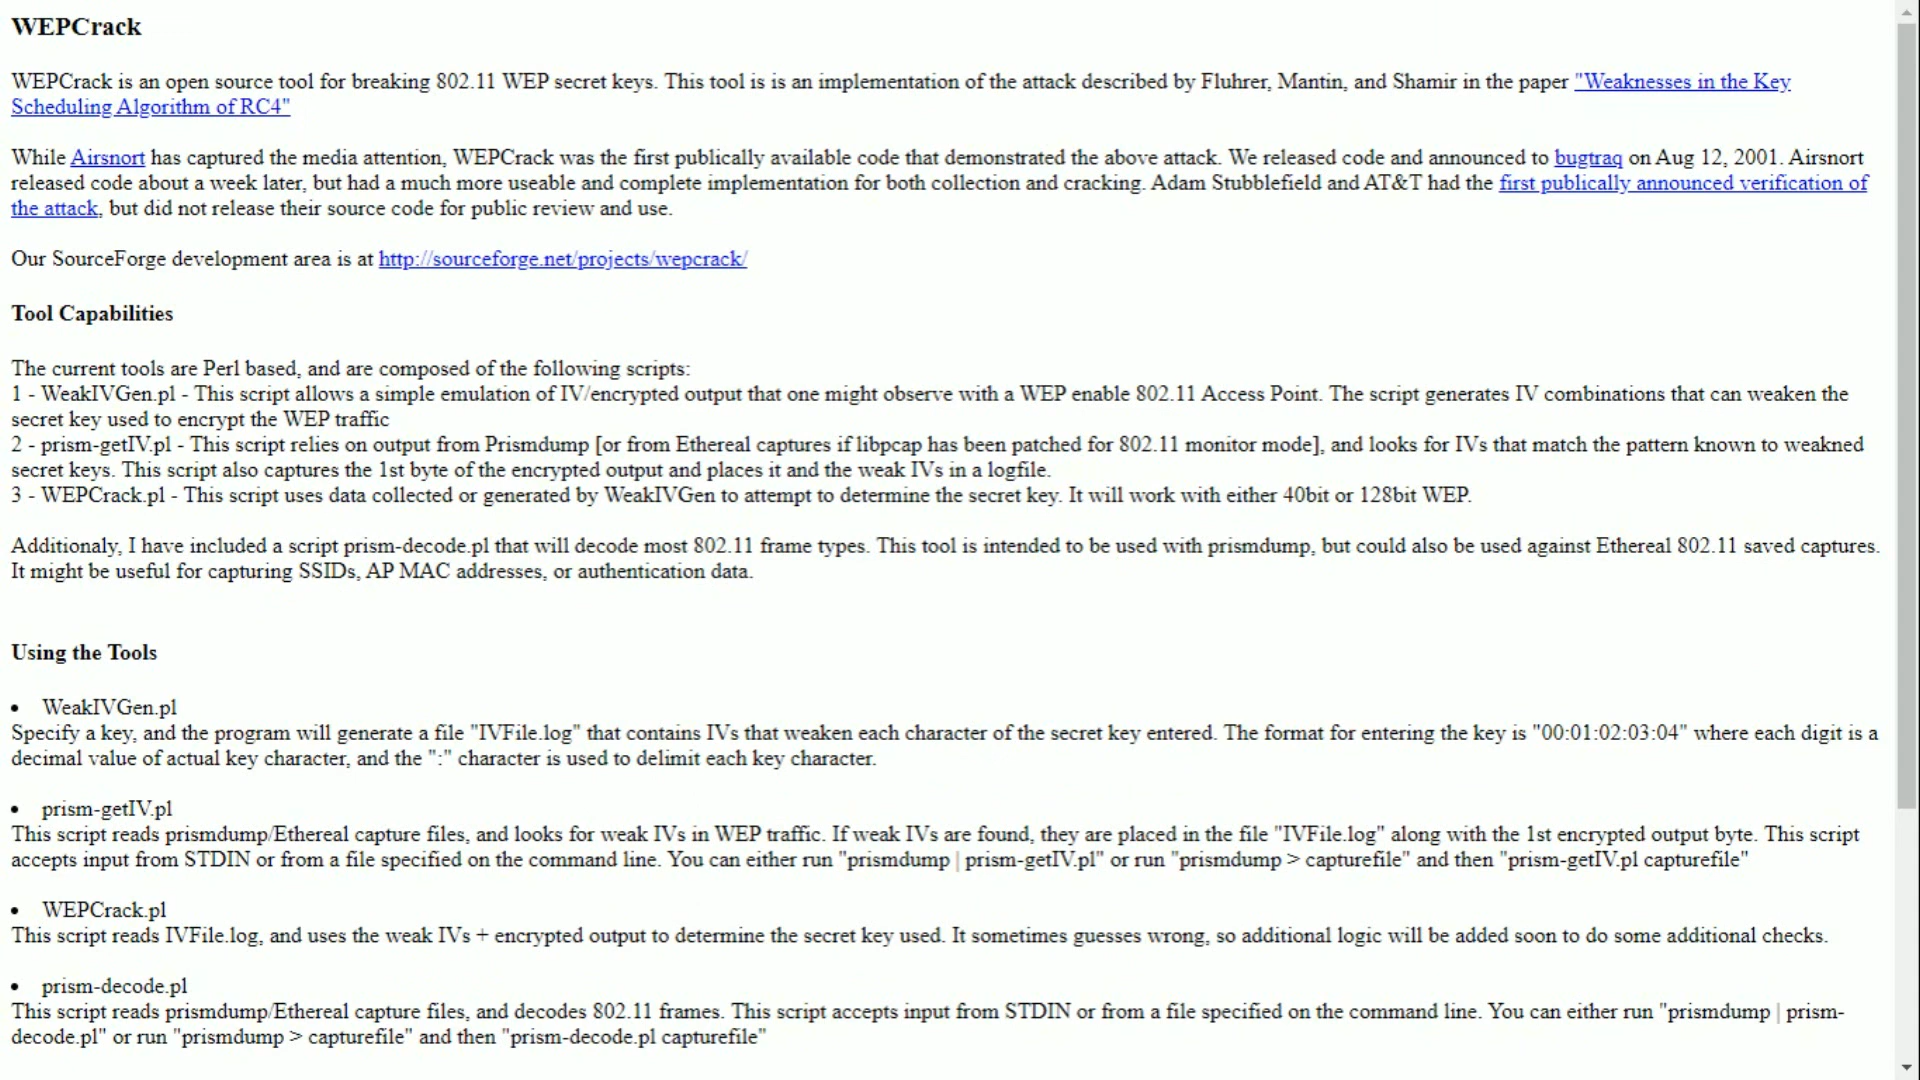 WEPCrack
WEPCrack is an open source tool for breaking 802.11 WEP secret keys. This tool is is an implementation of the attack described by Fluhrer, Mantin, and Shamir in the paper "Weaknesses in the Key
Scheduling Algorithm of RC4"
While Airsnort has captured the media attention, WEPCrack was the first publically available code that demonstrated the above attack. We released code and announced to bugtraq on Aug 12, 2001. Airsnort
released code about a week later, but had a much more useable and complete implementation for both collection and cracking. Adam Stubblefield and AT&T had the first publically announced verification of
the attack, but did not release their source code for public review and use.
Our SourceForge development area is at http://sourceforge.net/projects/wepcrack/
Tool Capabilities
The current tools are Perl based, and are composed of the following scripts:
1 - WeakIVGen.pl - This script allows a simple emulation of IV/encrypted output that one might observe with a WEP enable 802.11 Access Point. The script generates IV combinations that can weaken the
secret key used to encrypt the WEP traffic
2 - prism-getIV.pl - This script relies on output from Prismdump [or from Ethereal captures if libpcap has been patched for 802.11 monitor mode], and looks for IVs that match the pattern known to weakned
secret keys. This script also captures the 1st byte of the encrypted output and places it and the weak IVs in a logfile.
3 - WEPCrack.pl - This script uses data collected or generated by WeakIVGen to attempt to determine the secret key. It will work with either 40bit or 128bit WEP.
Additionaly, I have included a script prism-decode.pl that will decode most 802.11 frame types. This tool is intended to be used with prismdump, but could also be used against Ethereal 802.11 saved captures.
It might be useful for capturing SSIDs, AP MAC addresses, or authentication data.
Using the Tools
• WeakIVGen.pl
Specify a key, and the program will generate a file "IVFile.log" that contains IVs that weaken each character of the secret key entered. The format for entering the key is "00:01:02:03:04" where each digit is a
decimal value of actual key character, and the ":" character is used to delimit each key character.
• prism-getIV.pl
This script reads prismdump/Ethereal capture files, and looks for weak IVs in WEP traffic. If weak IVs are found, they are placed in the file "IVFile.log" along with the 1st encrypted output byte. This script
accepts input from STDIN or from a file specified on the command line. You can either run "prismdump | prism-getIV.pl" or run "prismdump > capturefile" and then "prism-getIV.pl capturefile"
• WEPCrack.pl
This script reads IVFile.log, and uses the weak IVs + encrypted output to determine the secret key used. It sometimes guesses wrong, so additional logic will be added soon to do some additional checks.
• prism-decode.pl
This script reads prismdump/Ethereal capture files, and decodes 802.11 frames. This script accepts input from STDIN or from a file specified on the command line. You can either run "prismdump | prism-
decode.pl" or run "prismdump > capturefile" and then "prism-decode.pl capturefile"